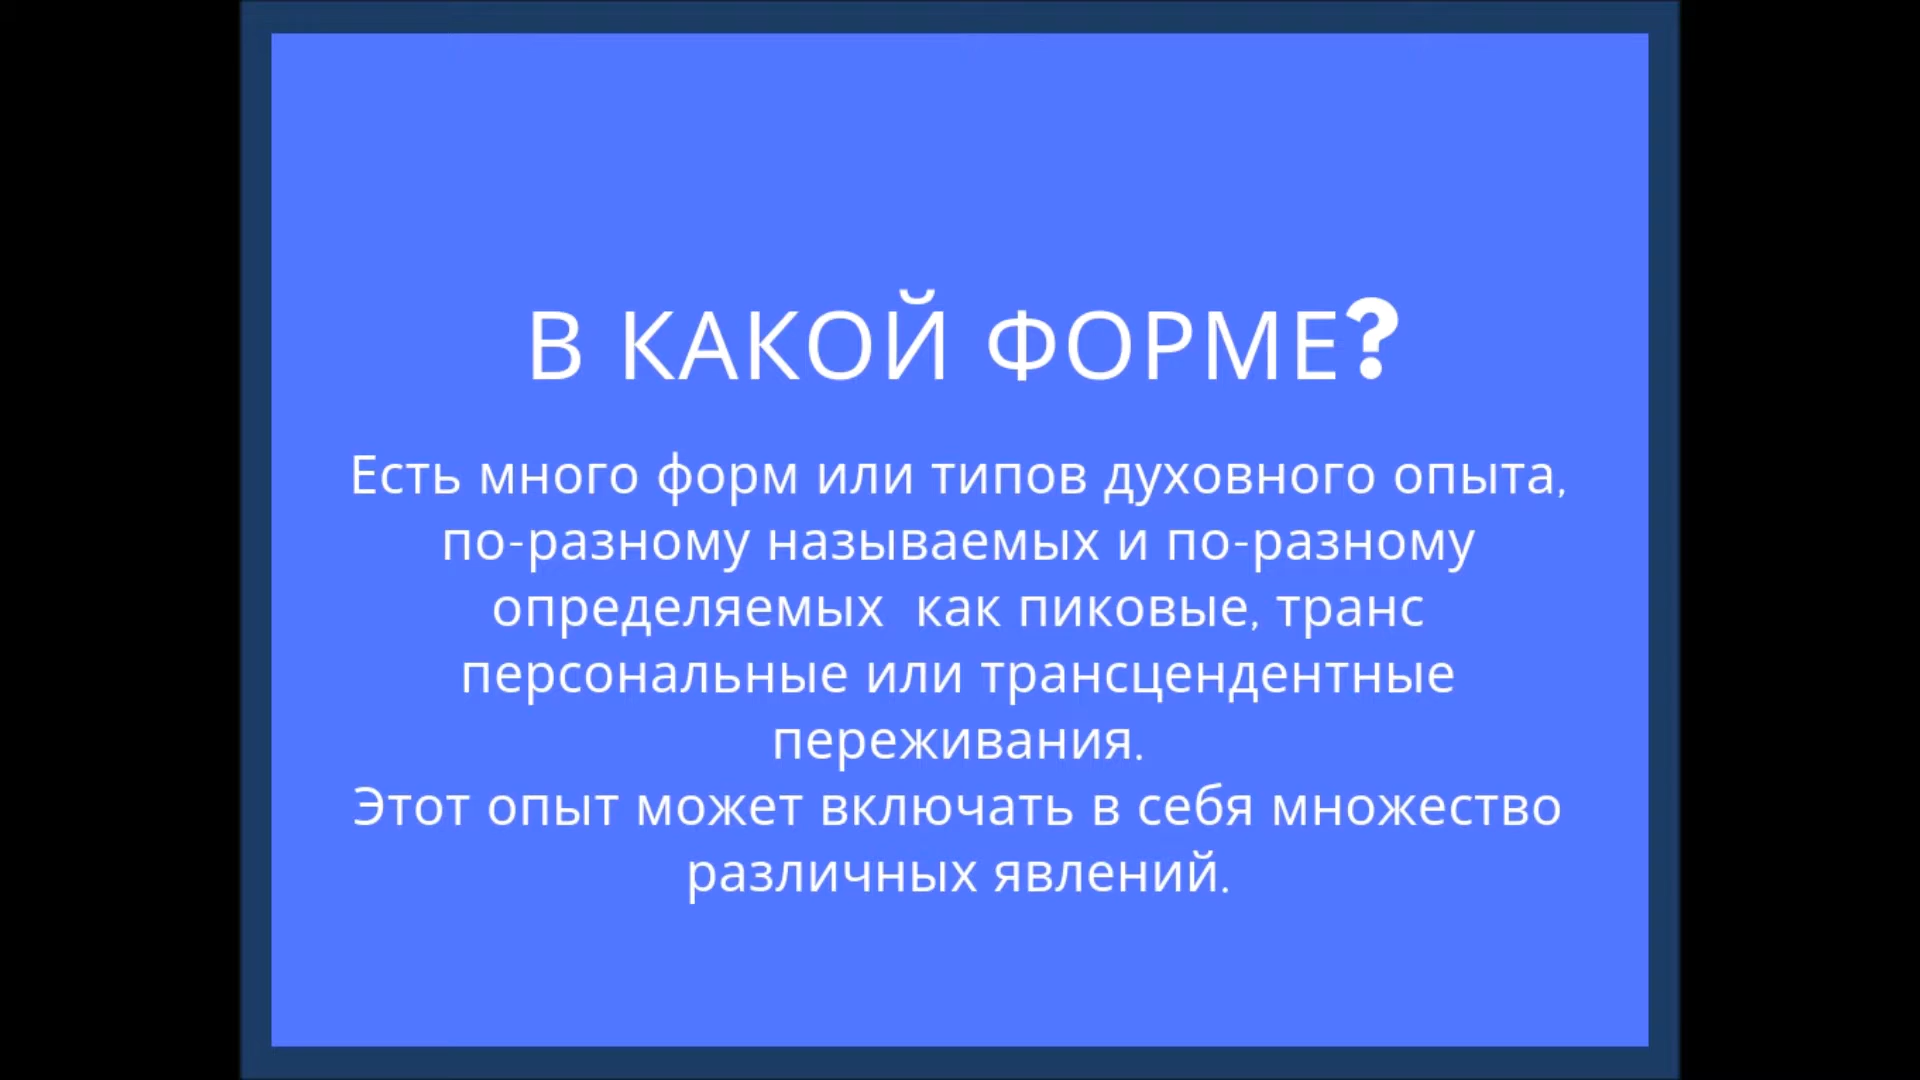 В КАКОЙ ФОРМЕ?
Есть много форм или типов духовного опыта,
по-разному называемых и по-разному
определяемых  как пиковые, транс
персональные или трансцендентные
переживания.
Этот опыт может включать в себя множество
различных явлений.